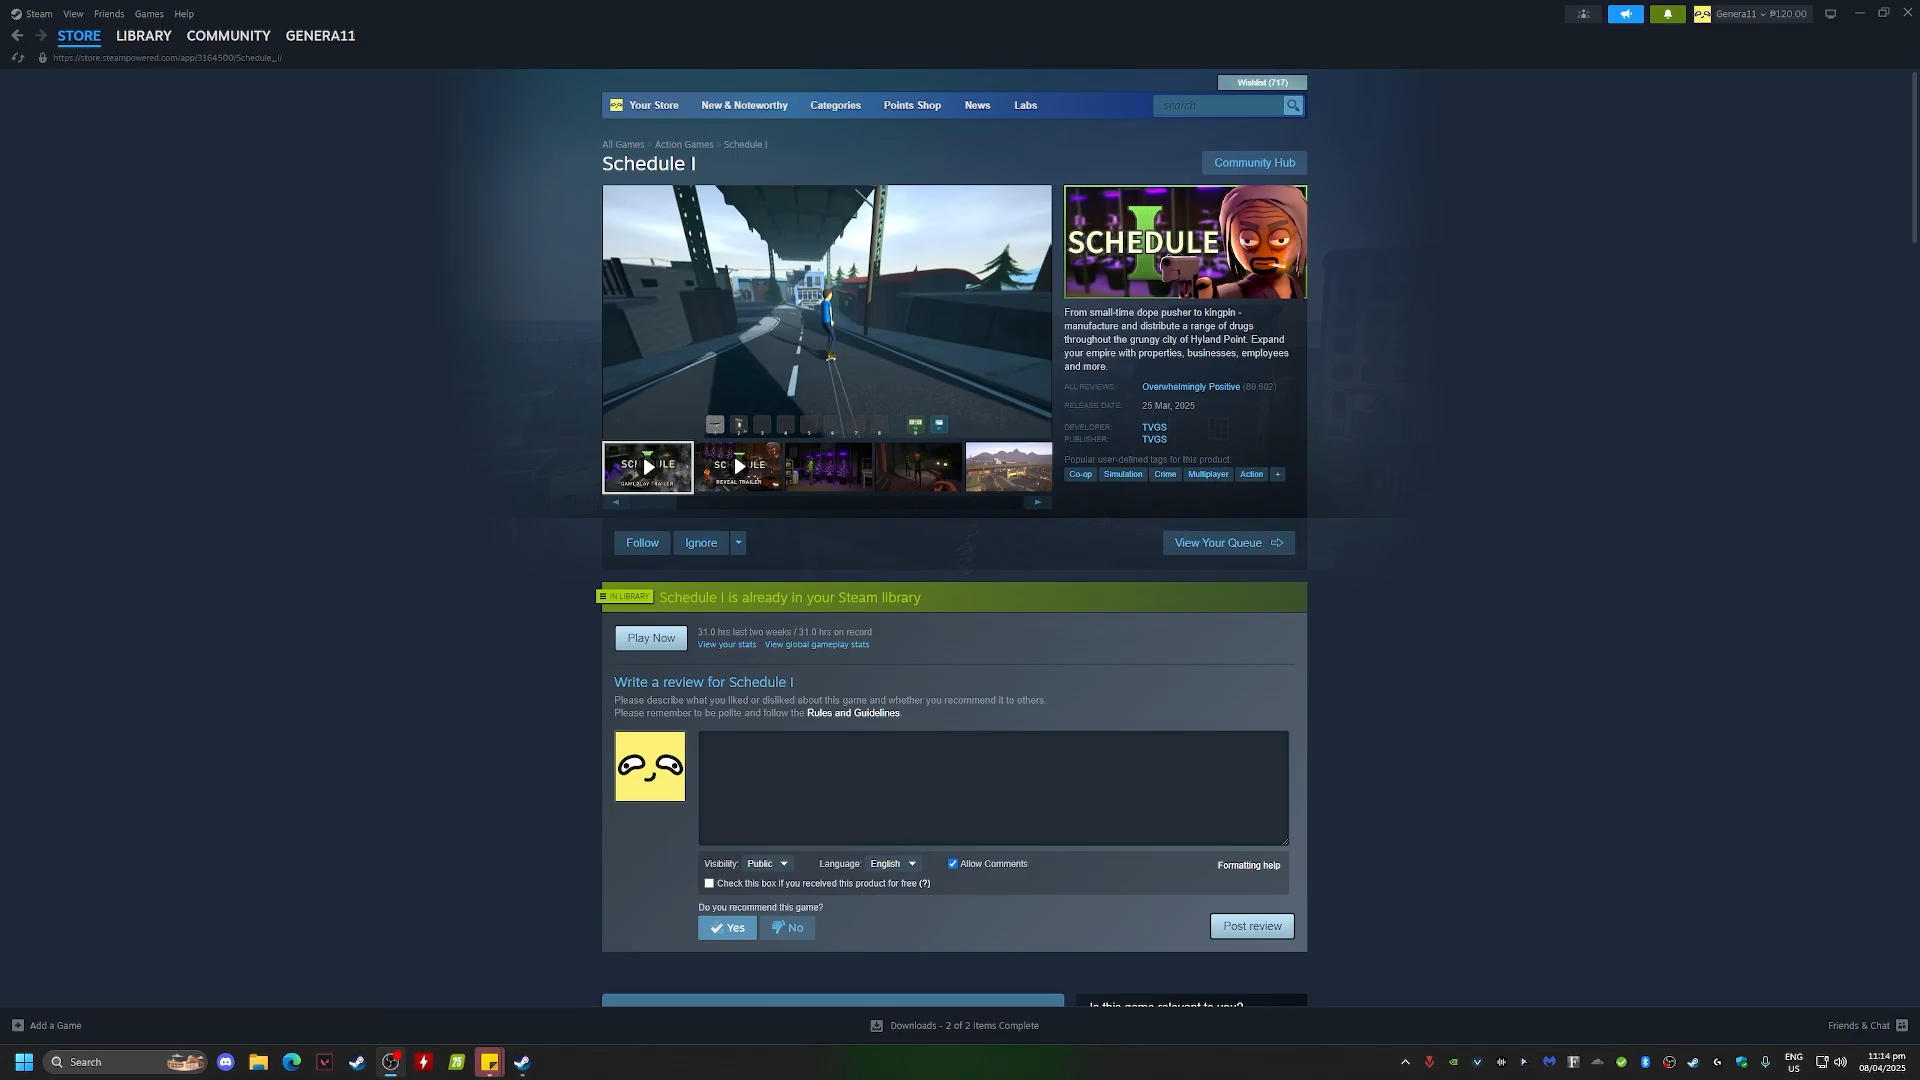 Steam View Friends Games Help
Genera11 ₱120.00
STORE LIBRARY COMMUNITY GENERA11
https://store.steampowered.com/app/3164500/Schedule_I/
Wishlist (717)
Your Store New & Noteworthy Categories Points Shop News Labs search
All Games > Action Games > Schedule I
Schedule I
Community Hub
SCHEDULE I
From small-time dope pusher to kingpin -
manufacture and distribute a range of drugs
throughout the grungy city of Hyland Point. Expand
your empire with properties, businesses, employees
and more.
ALL REVIEWS: Overwhelmingly Positive (80,602)
RELEASE DATE: 25 Mar, 2025
DEVELOPER: TVGS
PUBLISHER: TVGS
Popular user-defined tags for this product:
Co-op Simulation Crime Multiplayer Action +
GAMEPLAY TRAILER
REVEAL TRAILER
Follow Ignore View Your Queue
IN LIBRARY Schedule I is already in your Steam library
Play Now
31.0 hrs last two weeks / 31.0 hrs on record
View your stats View global gameplay stats
Write a review for Schedule I
Please describe what you liked or disliked about this game and whether you recommend it to others.
Please remember to be polite and follow the Rules and Guidelines.
Visibility: Public Language: English Allow Comments Formatting help
Check this box if you received this product for free (?)
Do you recommend this game?
Yes No Post review
Is this game relevant to you?
Add a Game Downloads - 2 of 2 Items Complete Friends & Chat
Search
25
ENG
US
11:14 pm
08/04/2025